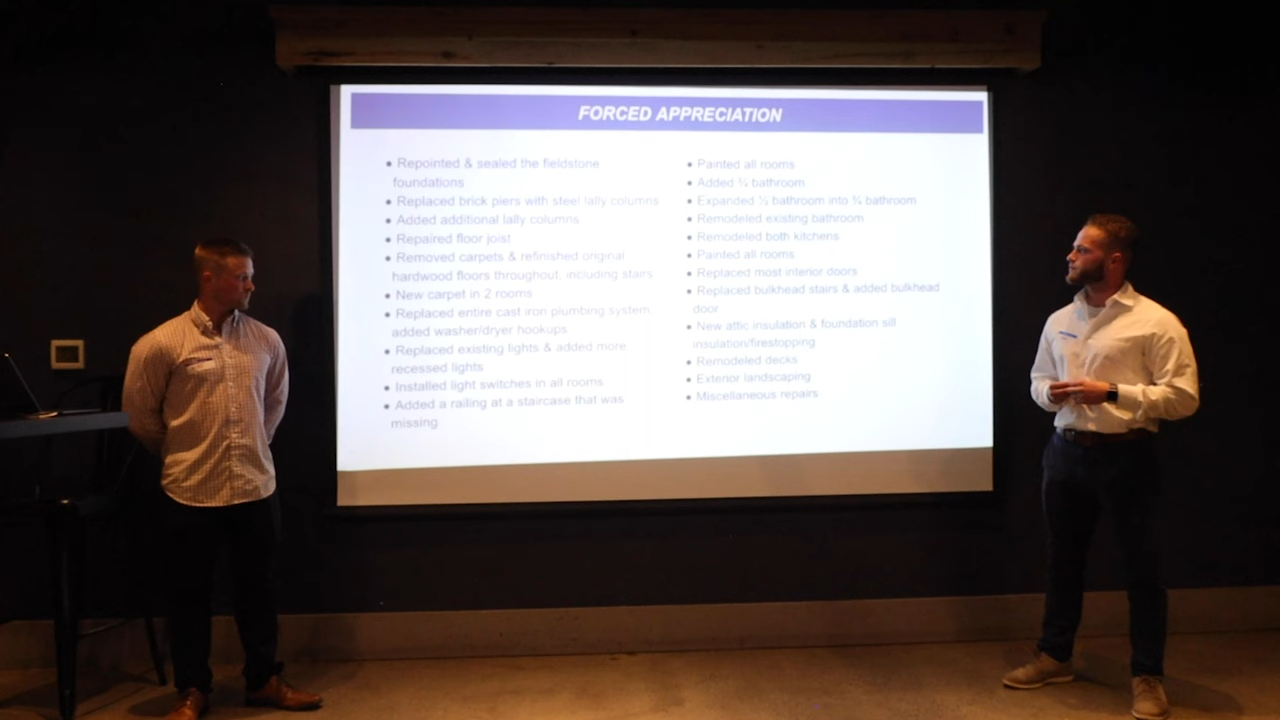 FORCED APPRECIATION
● Repointed & sealed the fieldstone
foundations
● Replaced brick piers with steel lally columns
● Added additional lally columns
● Repaired floor joist
● Removed carpets & refinished original
hardwood floors throughout, including stairs
● New carpet in 2 rooms
● Replaced entire cast iron plumbing system,
added washer/dryer hookups
● Replaced existing lights & added more
recessed lights
● Installed light switches in all rooms
● Added a railing at a staircase that was
missing
● Painted all rooms
● Added ¾ bathroom
● Expanded ½ bathroom into ¾ bathroom
● Remodeled existing bathroom
● Remodeled both kitchens
● Painted all rooms
● Replaced most interior doors
● Replaced bulkhead stairs & added bulkhead
door
● New attic insulation & foundation sill
insulation/firestopping
● Remodeled decks
● Exterior landscaping
● Miscellaneous repairs